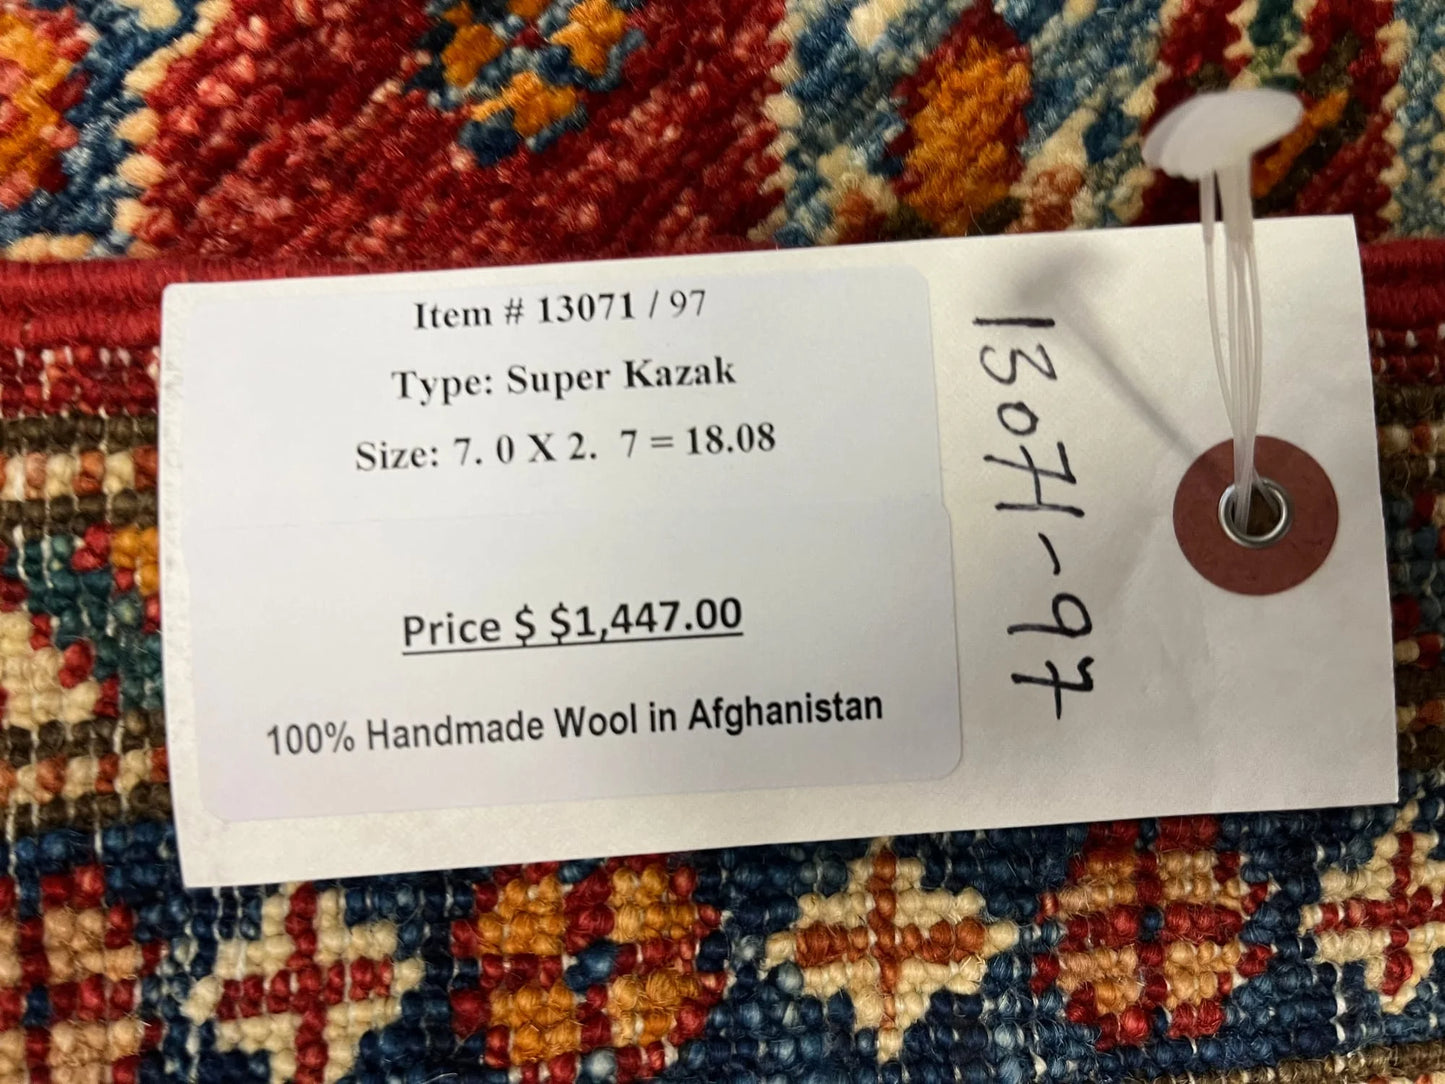 Item # 13071 / 97
Type: Super Kazak
Size: 7. 0 X 2. 7 = 18.08
Price $ $1,447.00
100% Handmade Wool in Afghanistan
13071-97